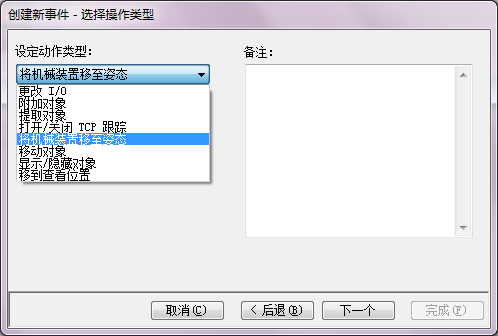 创建新事件 - 选择操作类型
设定动作类型:
备注:
将机械装置移至姿态
更改 I/O
附加对象
提取对象
打开/关闭 TCP 跟踪
将机械装置移至姿态
移动对象
显示/隐藏对象
移到查看位置
取消(C)
< 后退(B)
下一个
完成(F)